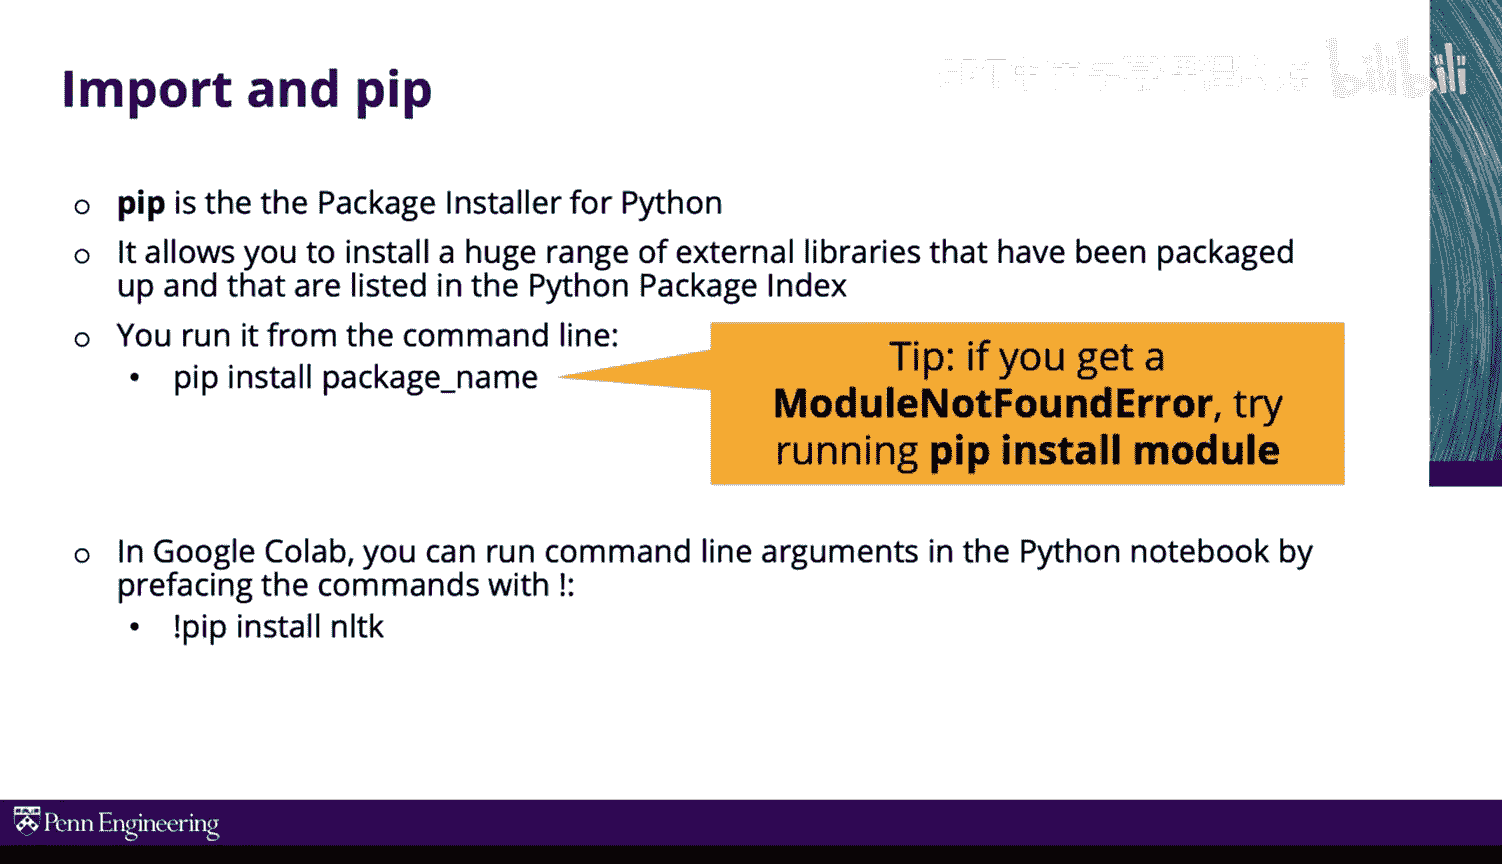 Import and pip
bilibili
pip is the the Package Installer for Python
It allows you to install a huge range of external libraries that have been packaged
up and that are listed in the Python Package Index
You run it from the command line:
pip install package_name
Tip: if you get a
ModuleNotFoundError, try
running pip install module
In Google Colab, you can run command line arguments in the Python notebook by
prefacing the commands with !:
!pip install nltk
Penn Engineering